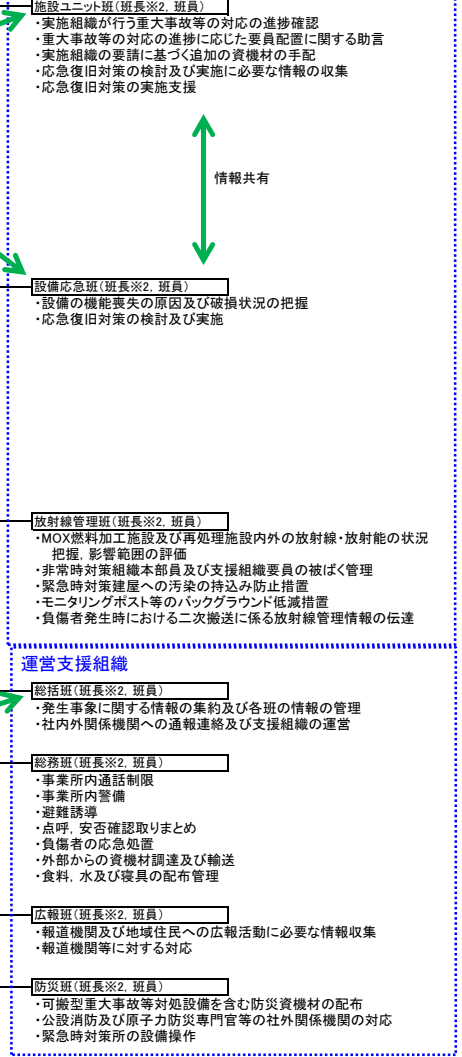 施設ユニット班(班長※2, 班員)
・実施組織が行う重大事故等の対応の進捗確認
・重大事故等の対応の進捗に応じた要員配置に関する助言
・実施組織の要請に基づく追加の資機材の手配
・応急復旧対策の検討及び実施に必要な情報の収集
・応急復旧対策の実施支援
情報共有
設備応急班(班長※2, 班員)
・設備の機能喪失の原因及び破損状況の把握
・応急復旧対策の検討及び実施
放射線管理班(班長※2, 班員)
・MOX燃料加工施設及び再処理施設内外の放射線・放射能の状況
把握, 影響範囲の評価
・非常時対策組織本部員及び支援組織要員の被ばく管理
・緊急時対策建屋への汚染の持込み防止措置
・モニタリングポスト等のバックグラウンド低減措置
・負傷者発生時における二次搬送に係る放射線管理情報の伝達
運営支援組織
総括班(班長※2, 班員)
・発生事象に関する情報の集約及び各班の情報の管理
・社内外関係機関への通報連絡及び支援組織の運営
総務班(班長※2, 班員)
・事業所内通話制限
・事業所内警備
・避難誘導
・点呼, 安否確認取りまとめ
・負傷者の応急処置
・外部からの資機材調達及び輸送
・食料, 水及び寝具の配布管理
広報班(班長※2, 班員)
・報道機関及び地域住民への広報活動に必要な情報収集
・報道機関等に対する対応
防災班(班長※2, 班員)
・可搬型重大事故等対処設備を含む防災資機材の配布
・公設消防及び原子力防災専門官等の社外関係機関の対応
・緊急時対策所の設備操作